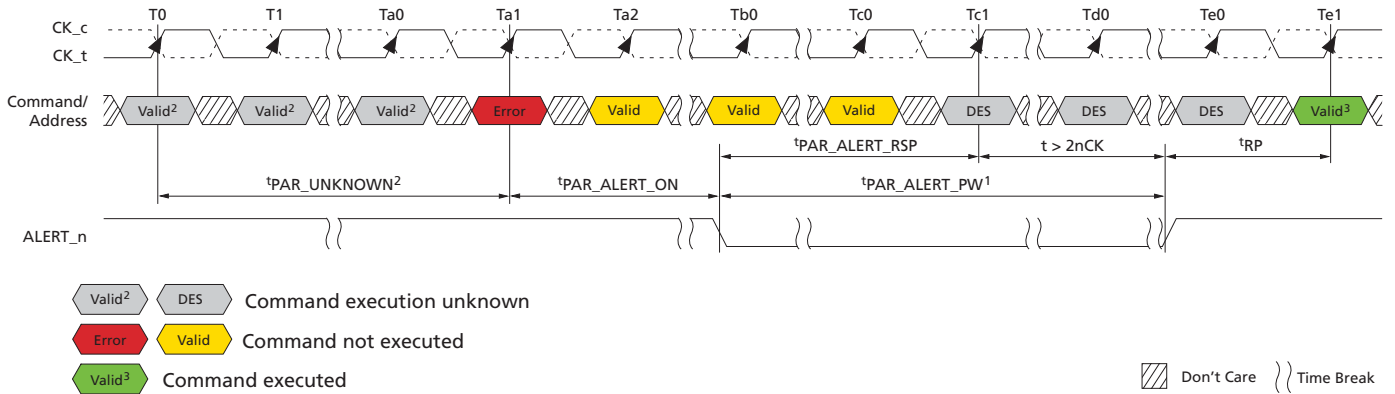 T0 T1 Ta0 Ta1 Ta2 Tb0 Tc0 Tc1 Td0 Te0 Te1
CK_c
CK_t
Command/
Address
Valid² Valid² Valid² Error Valid Valid Valid DES DES DES Valid³
tPAR_ALERT_RSP t > 2nCK tRP
tPAR_UNKNOWN² tPAR_ALERT_ON tPAR_ALERT_PW¹
ALERT_n
Valid² DES Command execution unknown
Error Valid Command not executed
Valid³ Command executed
Don't Care Time Break